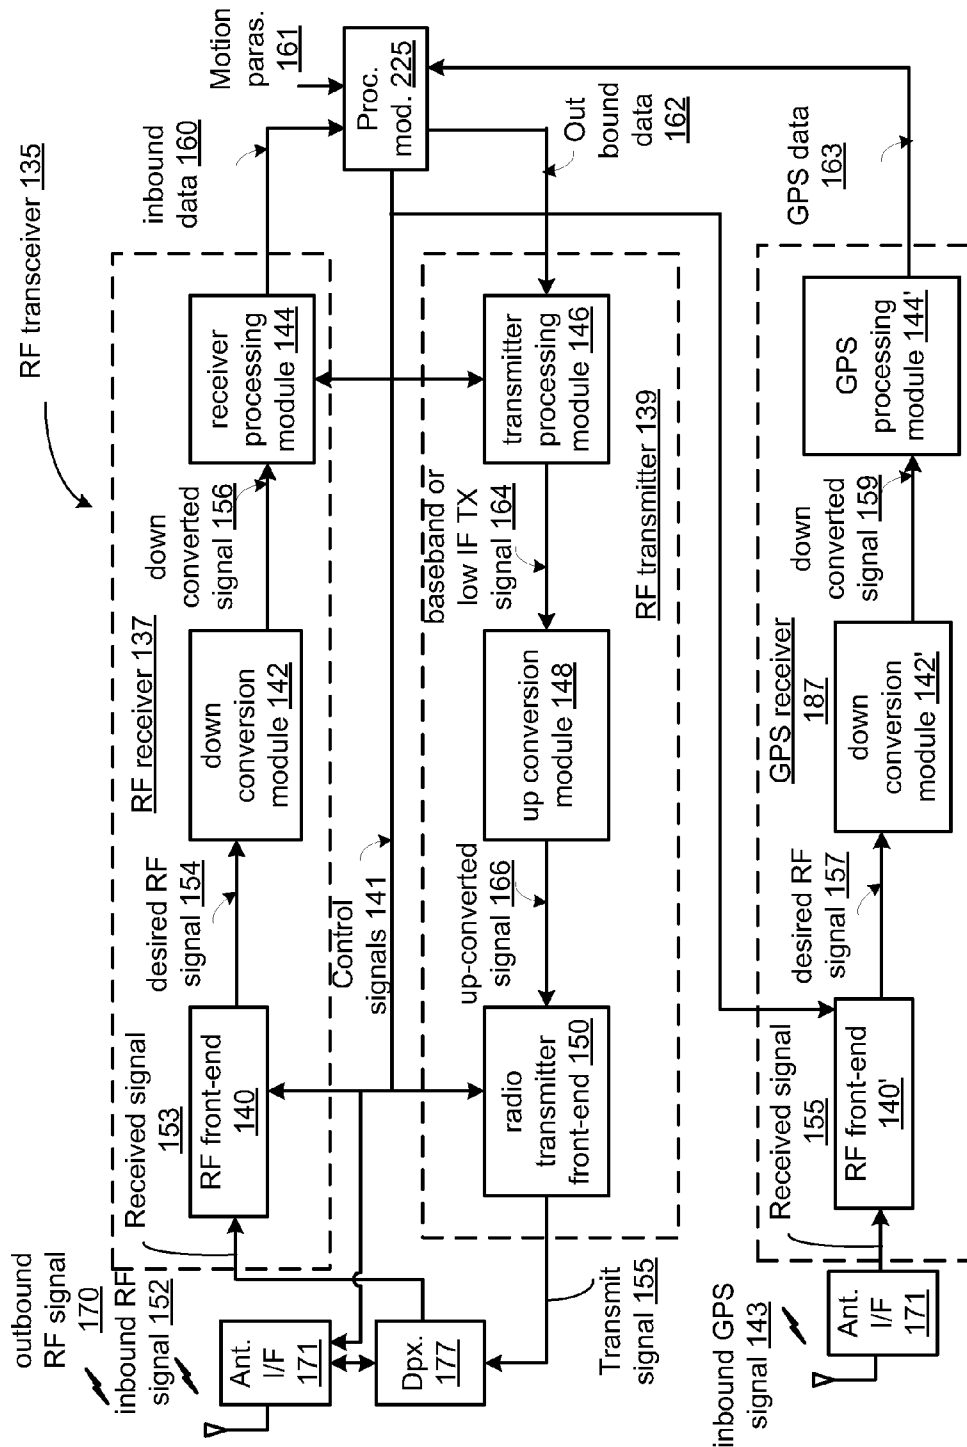 RF transceiver 135
outbound
RF signal
170
inbound RF
signal 152
Ant.
I/F
171
Dpx.
177
Received signal
153
RF front-end
140
desired RF
signal 154
RF receiver 137
down
conversion
module 142
down
converted
signal 156
receiver
processing
module 144
inbound
data 160
Motion
paras.
161
Proc.
mod. 225
Control
signals 141
Transmit
signal 155
radio
transmitter
front-end 150
up-converted
signal 166
up conversion
module 148
baseband or
low IF TX
signal 164
transmitter
processing
module 146
Out
bound
data
162
RF transmitter 139
inbound GPS
signal 143
Ant.
I/F
171
Received signal
155
RF front-end
140'
desired RF
signal 157
GPS receiver
187
down
conversion
module 142'
down
converted
signal 159
GPS
processing
module 144'
GPS data
163